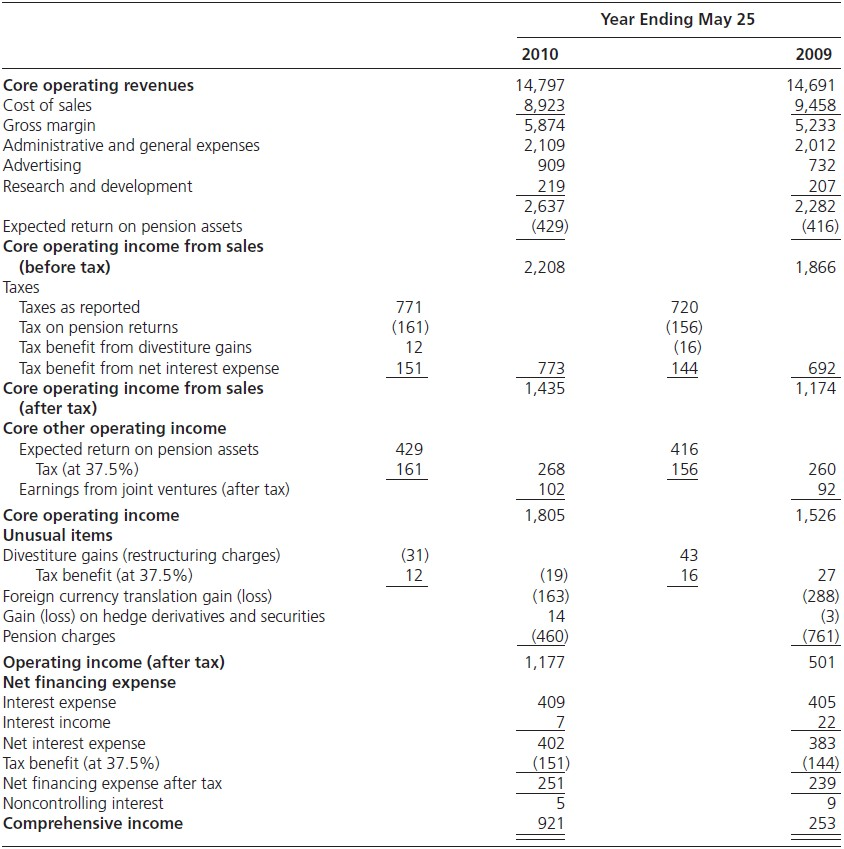 Year Ending May 25
2010 2009
Core operating revenues 14,797 14,691
Cost of sales 8,923 9,458
Gross margin 5,874 5,233
Administrative and general expenses 2,109 2,012
Advertising 909 732
Research and development 219 207
2,637 2,282
Expected return on pension assets (429) (416)
Core operating income from sales
(before tax) 2,208 1,866
Taxes
Taxes as reported 771 720
Tax on pension returns (161) (156)
Tax benefit from divestiture gains 12 (16)
Tax benefit from net interest expense 151 773 144 692
Core operating income from sales 1,435 1,174
(after tax)
Core other operating income
Expected return on pension assets 429 416
Tax (at 37.5%) 161 268 156 260
Earnings from joint ventures (after tax) 102 92
Core operating income 1,805 1,526
Unusual items
Divestiture gains (restructuring charges) (31) 43
Tax benefit (at 37.5%) 12 (19) 16 27
Foreign currency translation gain (loss) (163) (288)
Gain (loss) on hedge derivatives and securities 14 (3)
Pension charges (460) (761)
Operating income (after tax) 1,177 501
Net financing expense
Interest expense 409 405
Interest income 7 22
Net interest expense 402 383
Tax benefit (at 37.5%) (151) (144)
Net financing expense after tax 251 239
Noncontrolling interest 5 9
Comprehensive income 921 253